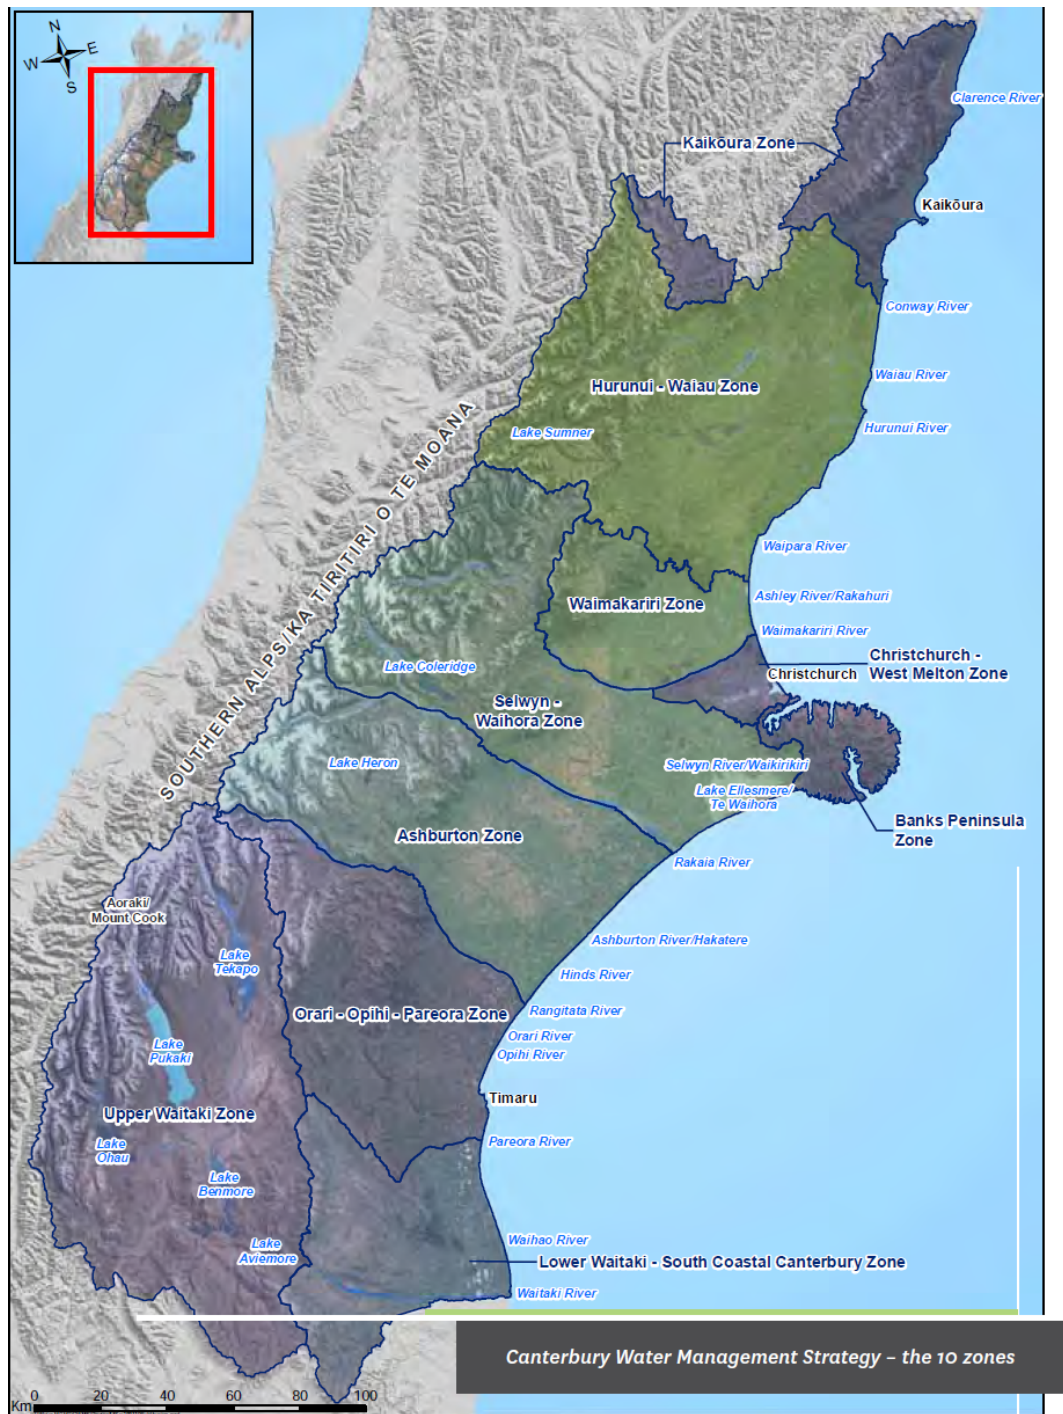 N
W
E
S
Clarence River
Kaikōura Zone
Kaikōura
Conway River
Waiau River
Hurunui - Waiau Zone
Hurunui River
Lake Sumner
SOUTHERN ALPS/KA TIRITIRI O TE MOANA
Waipara River
Ashley River/Rakahuri
Waimakariri Zone
Waimakariri River
Christchurch -
West Melton Zone
Christchurch
Lake Coleridge
Selwyn -
Waihora Zone
Lake Heron
Selwyn River/Waikirikiri
Lake Ellesmere/
Te Waihora
Banks Peninsula
Zone
Ashburton Zone
Rakaia River
Aoraki/
Mount Cook
Ashburton River/Hakatere
Lake
Tekapo
Hinds River
Orari - Opihi - Pareora Zone
Rangitata River
Orari River
Opihi River
Lake
Pukaki
Timaru
Upper Waitaki Zone
Pareora River
Lake
Ohau
Lake
Benmore
Waihao River
Lake
Aviemore
Lower Waitaki - South Coastal Canterbury Zone
Waitaki River
Canterbury Water Management Strategy – the 10 zones
0 20 40 60 80 100
Km